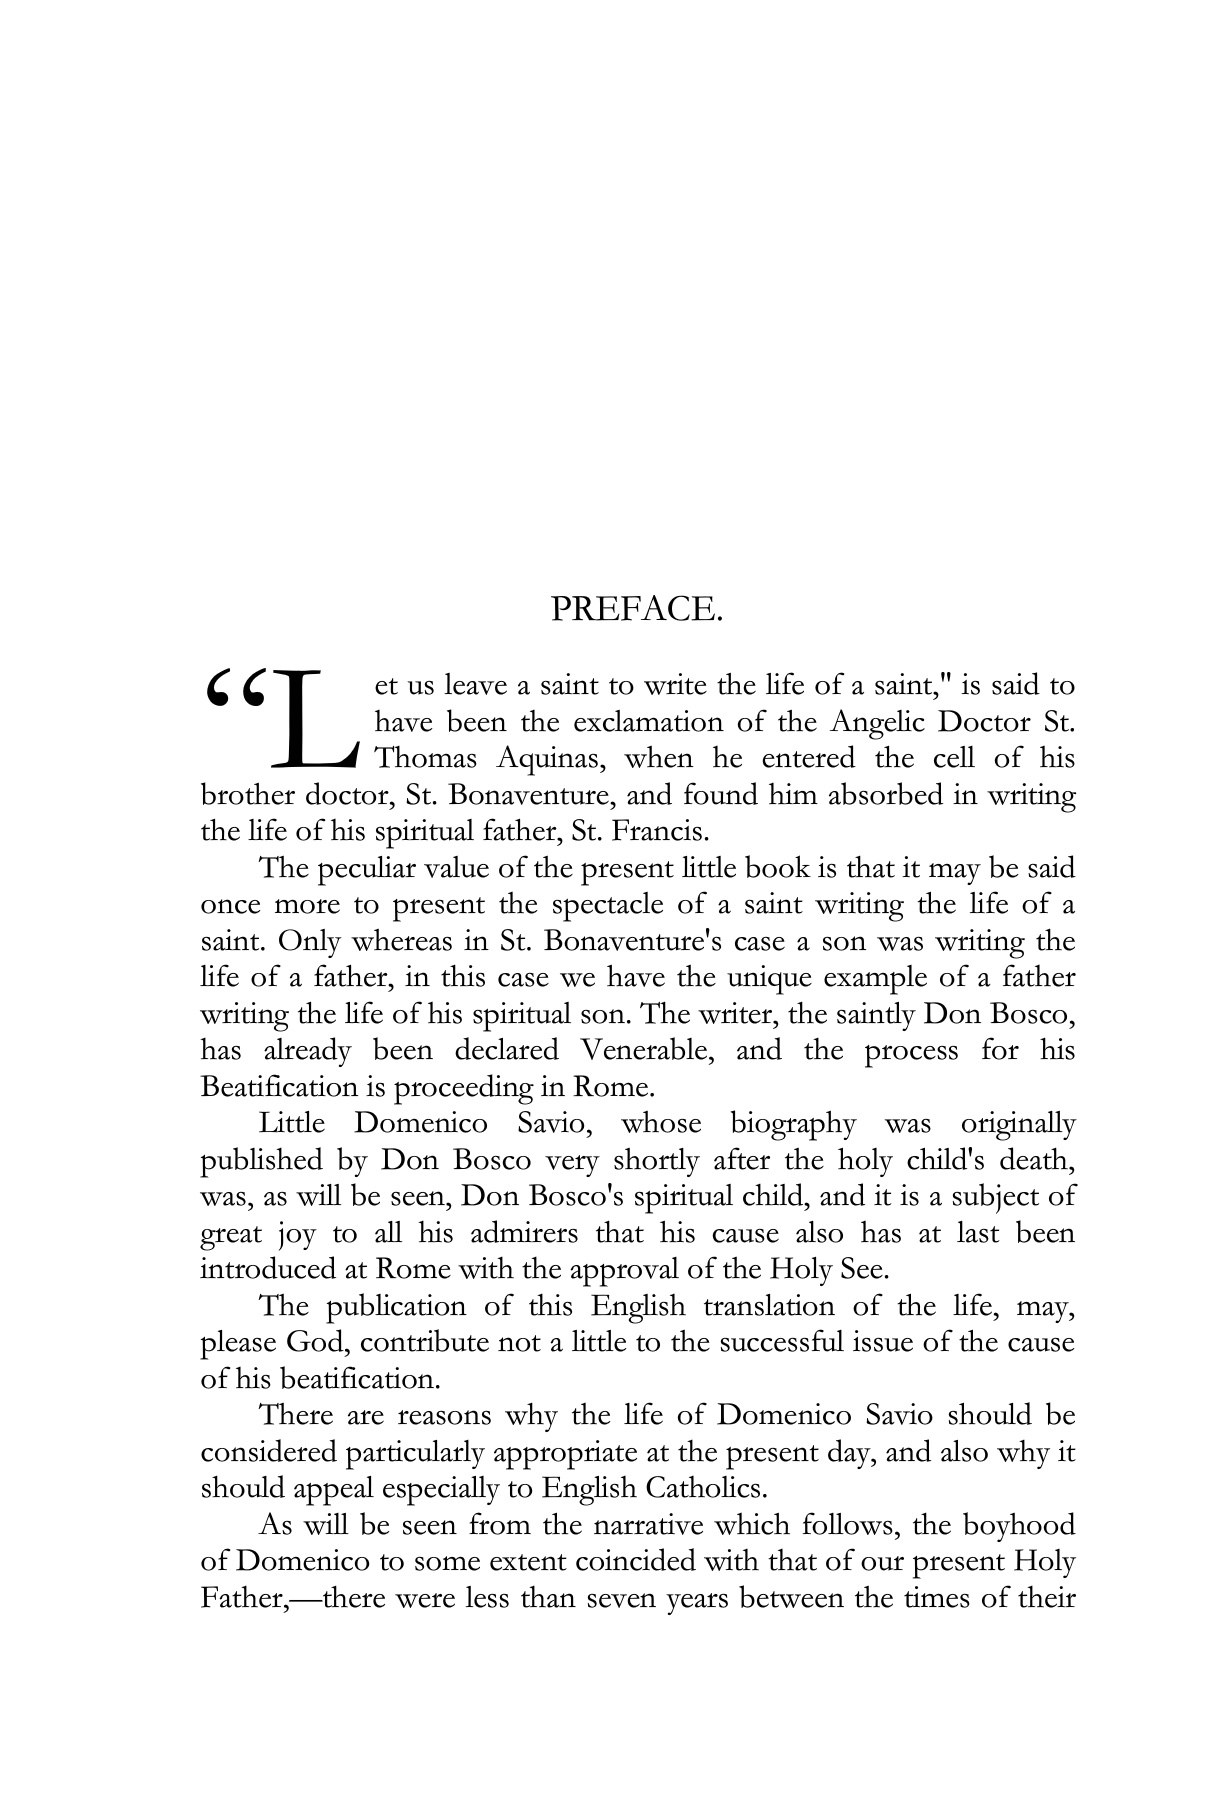 PREFACE.
“Let us leave a saint to write the life of a saint," is said to
have been the exclamation of the Angelic Doctor St.
Thomas Aquinas, when he entered the cell of his
brother doctor, St. Bonaventure, and found him absorbed in writing
the life of his spiritual father, St. Francis.
The peculiar value of the present little book is that it may be said
once more to present the spectacle of a saint writing the life of a
saint. Only whereas in St. Bonaventure's case a son was writing the
life of a father, in this case we have the unique example of a father
writing the life of his spiritual son. The writer, the saintly Don Bosco,
has already been declared Venerable, and the process for his
Beatification is proceeding in Rome.
Little Domenico Savio, whose biography was originally
published by Don Bosco very shortly after the holy child's death,
was, as will be seen, Don Bosco's spiritual child, and it is a subject of
great joy to all his admirers that his cause also has at last been
introduced at Rome with the approval of the Holy See.
The publication of this English translation of the life, may,
please God, contribute not a little to the successful issue of the cause
of his beatification.
There are reasons why the life of Domenico Savio should be
considered particularly appropriate at the present day, and also why it
should appeal especially to English Catholics.
As will be seen from the narrative which follows, the boyhood
of Domenico to some extent coincided with that of our present Holy
Father,—there were less than seven years between the times of their